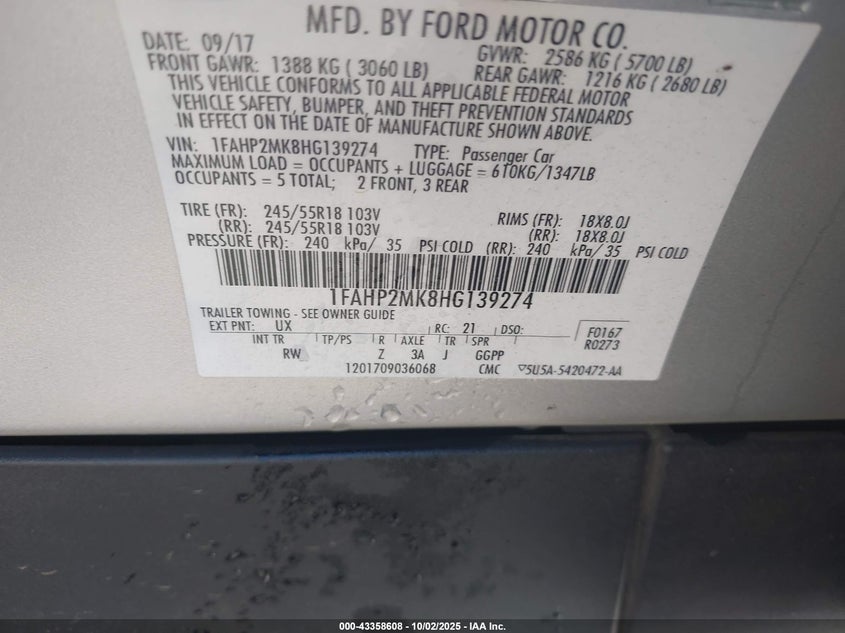 MFD. BY FORD MOTOR CO.
DATE: 09/17 GVWR: 2586 KG ( 5700 LB)
FRONT GAWR: 1388 KG ( 3060 LB) REAR GAWR: 1216 KG ( 2680 LB)
THIS VEHICLE CONFORMS TO ALL APPLICABLE FEDERAL MOTOR
VEHICLE SAFETY, BUMPER, AND THEFT PREVENTION STANDARDS
IN EFFECT ON THE DATE OF MANUFACTURE SHOWN ABOVE.
VIN: 1FAHP2MK8HG139274 TYPE: Passenger Car
MAXIMUM LOAD = OCCUPANTS + LUGGAGE = 610KG/1347LB
OCCUPANTS = 5 TOTAL; 2 FRONT, 3 REAR
TIRE (FR): 245/55R18 103V RIMS (FR): 18X8.0J
(RR): 245/55R18 103V (RR): 18X8.0J
PRESSURE (FR): 240 kPa/ 35 PSI COLD (RR): 240 kPa/ 35 PSI COLD
1FAHP2MK8HG139274
TRAILER TOWING - SEE OWNER GUIDE
EXT PNT: UX RC: 21 DSO: F0167
INT TR TP/PS R AXLE TR SPR R0273
RW Z 3A J GGPP
1201709036068 CMC ▽5U5A-5420472-AA
000-43358608 - 10/02/2025 - IAA Inc.